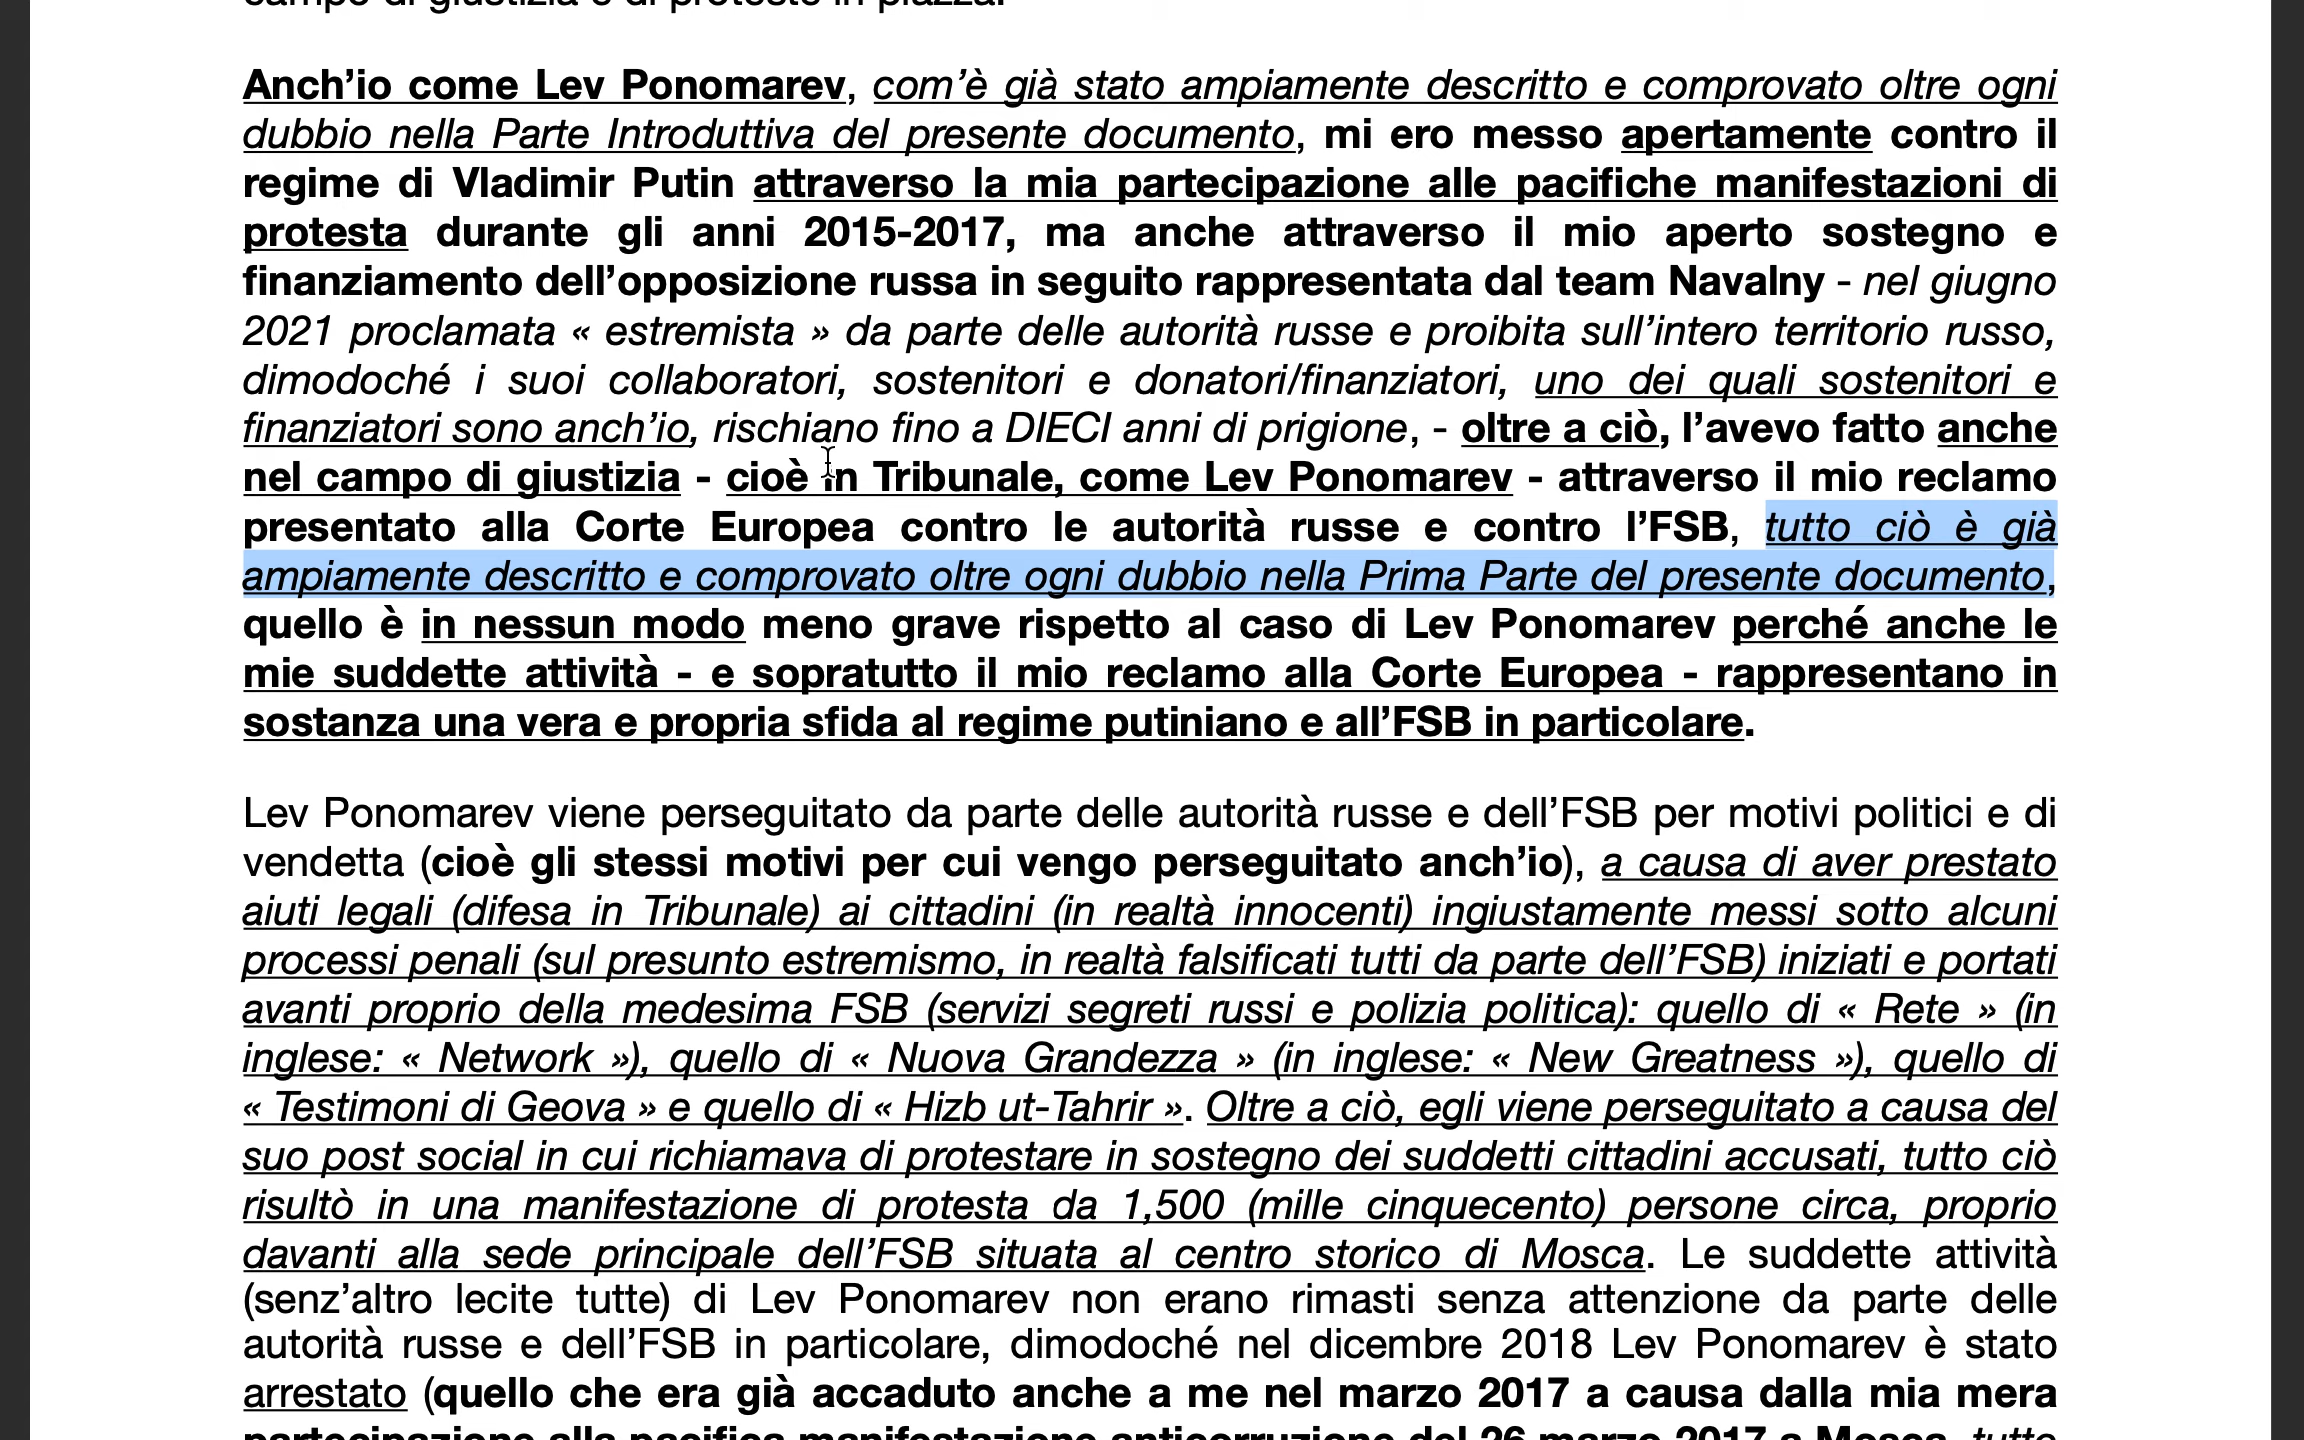 campo di giustizia e di proteste in piazza.
Anch’io come Lev Ponomarev, com’è già stato ampiamente descritto e comprovato oltre ogni
dubbio nella Parte Introduttiva del presente documento, mi ero messo apertamente contro il
regime di Vladimir Putin attraverso la mia partecipazione alle pacifiche manifestazioni di
protesta durante gli anni 2015-2017, ma anche attraverso il mio aperto sostegno e
finanziamento dell’opposizione russa in seguito rappresentata dal team Navalny - nel giugno
2021 proclamata « estremista » da parte delle autorità russe e proibita sull’intero territorio russo,
dimodoché i suoi collaboratori, sostenitori e donatori/finanziatori, uno dei quali sostenitori e
finanziatori sono anch’io, rischiano fino a DIECI anni di prigione, - oltre a ciò, l’avevo fatto anche
nel campo di giustizia - cioè in Tribunale, come Lev Ponomarev - attraverso il mio reclamo
presentato alla Corte Europea contro le autorità russe e contro l’FSB, tutto ciò è già
ampiamente descritto e comprovato oltre ogni dubbio nella Prima Parte del presente documento,
quello è in nessun modo meno grave rispetto al caso di Lev Ponomarev perché anche le
mie suddette attività - e sopratutto il mio reclamo alla Corte Europea - rappresentano in
sostanza una vera e propria sfida al regime putiniano e all’FSB in particolare.
Lev Ponomarev viene perseguitato da parte delle autorità russe e dell’FSB per motivi politici e di
vendetta (cioè gli stessi motivi per cui vengo perseguitato anch’io), a causa di aver prestato
aiuti legali (difesa in Tribunale) ai cittadini (in realtà innocenti) ingiustamente messi sotto alcuni
processi penali (sul presunto estremismo, in realtà falsificati tutti da parte dell’FSB) iniziati e portati
avanti proprio della medesima FSB (servizi segreti russi e polizia politica): quello di « Rete » (in
inglese: « Network »), quello di « Nuova Grandezza » (in inglese: « New Greatness »), quello di
« Testimoni di Geova » e quello di « Hizb ut-Tahrir ». Oltre a ciò, egli viene perseguitato a causa del
suo post social in cui richiamava di protestare in sostegno dei suddetti cittadini accusati, tutto ciò
risultò in una manifestazione di protesta da 1,500 (mille cinquecento) persone circa, proprio
davanti alla sede principale dell’FSB situata al centro storico di Mosca. Le suddette attività
(senz’altro lecite tutte) di Lev Ponomarev non erano rimasti senza attenzione da parte delle
autorità russe e dell’FSB in particolare, dimodoché nel dicembre 2018 Lev Ponomarev è stato
arrestato (quello che era già accaduto anche a me nel marzo 2017 a causa dalla mia mera
partecipazione alla pacifica manifestazione anticorruzione del 26 marzo 2017 a Mosca, tutto